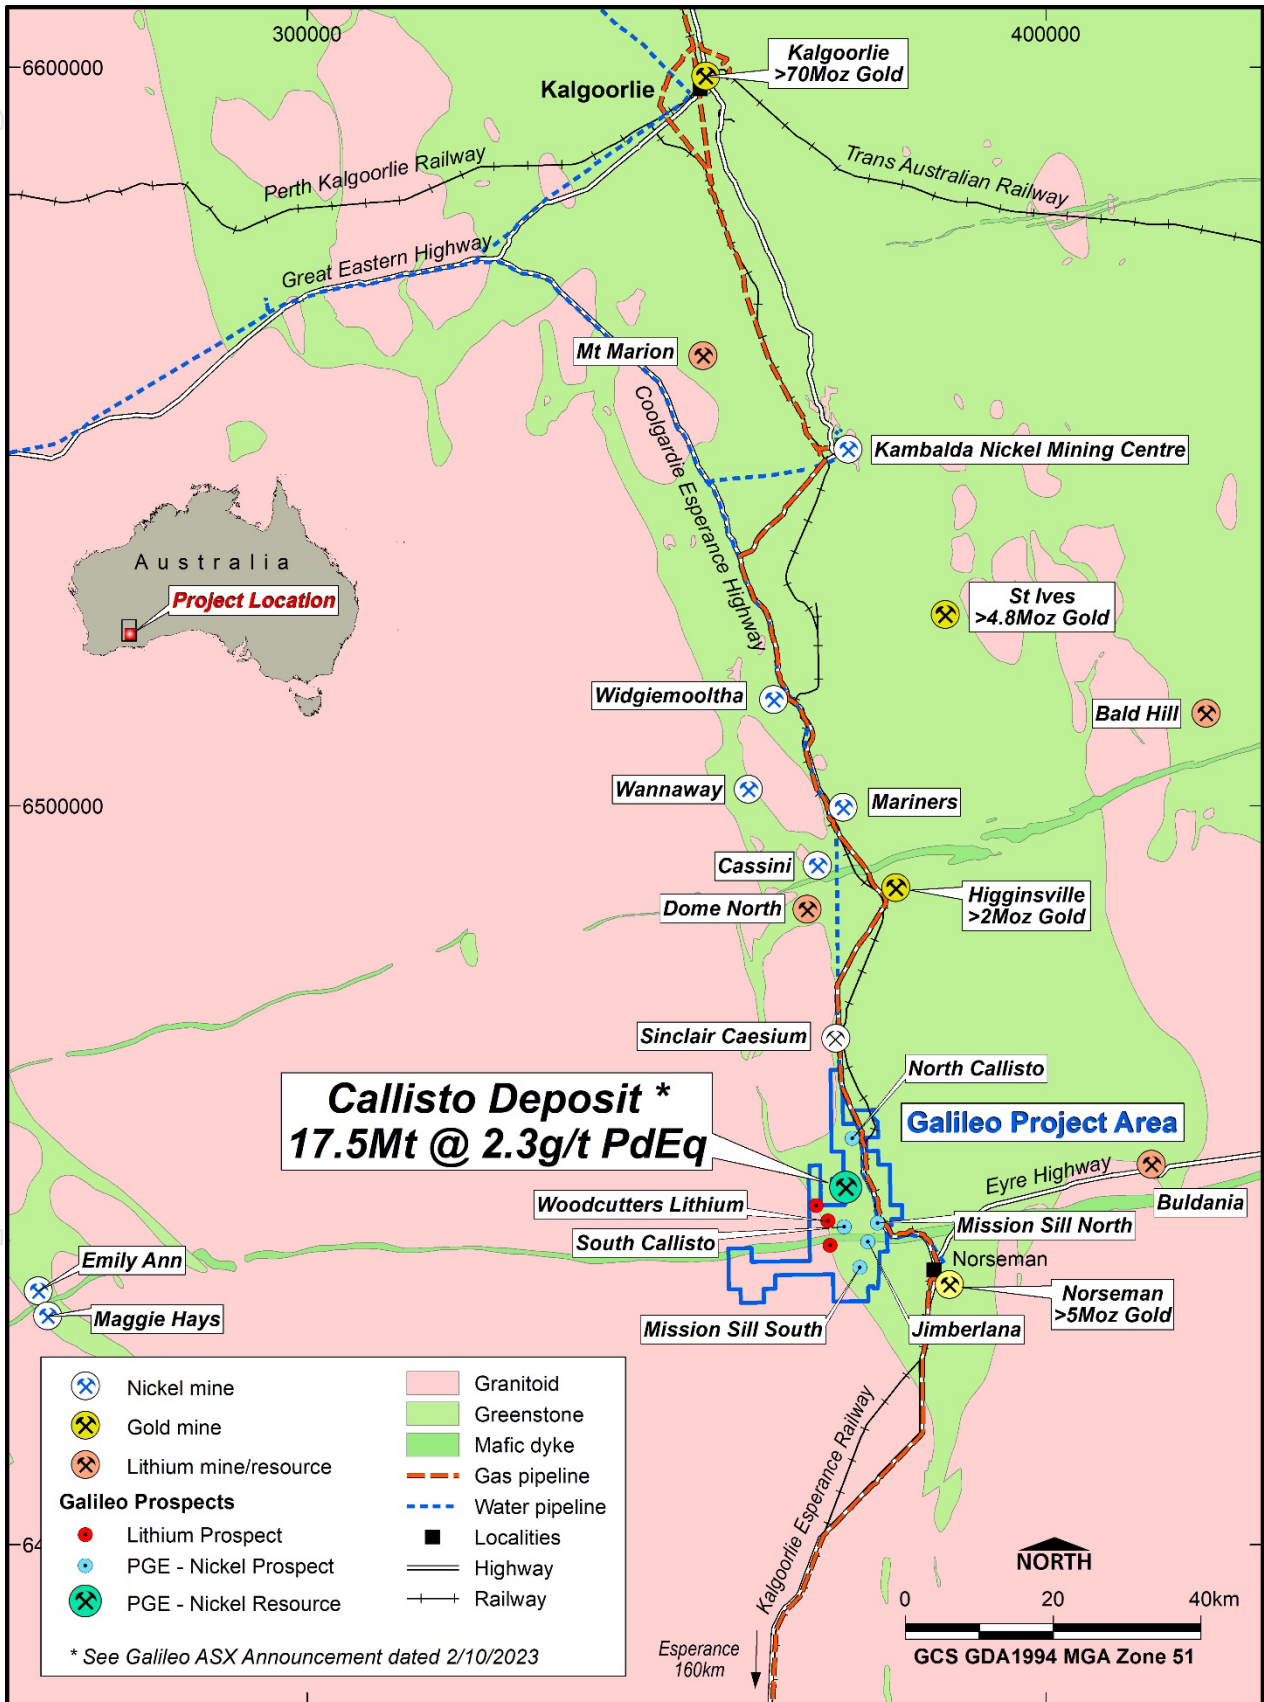 300000
400000
6600000
Kalgoorlie
>70Moz Gold
Kalgoorlie
Perth Kalgoorlie Railway
Trans Australian Railway
Great Eastern Highway
Mt Marion
Coolgardie Esperance Highway
Kambalda Nickel Mining Centre
Australia
Project Location
St Ives
>4.8Moz Gold
Widgiemooltha
Bald Hill
Wannaway
6500000
Mariners
Cassini
Dome North
Higginsville
>2Moz Gold
Sinclair Caesium
North Callisto
Callisto Deposit *
17.5Mt @ 2.3g/t PdEq
Galileo Project Area
Eyre Highway
Buldania
Woodcutters Lithium
Mission Sill North
South Callisto
Norseman
Emily Ann
Maggie Hays
Norseman
>5Moz Gold
Mission Sill South
Jimberlana
Nickel mine
Gold mine
Lithium mine/resource
Galileo Prospects
Lithium Prospect
PGE - Nickel Prospect
PGE - Nickel Resource
Granitoid
Greenstone
Mafic dyke
Gas pipeline
Water pipeline
Localities
Highway
Railway
* See Galileo ASX Announcement dated 2/10/2023
64
Kalgoorlie Esperance Railway
Esperance
160km
NORTH
0 20 40km
GCS GDA1994 MGA Zone 51